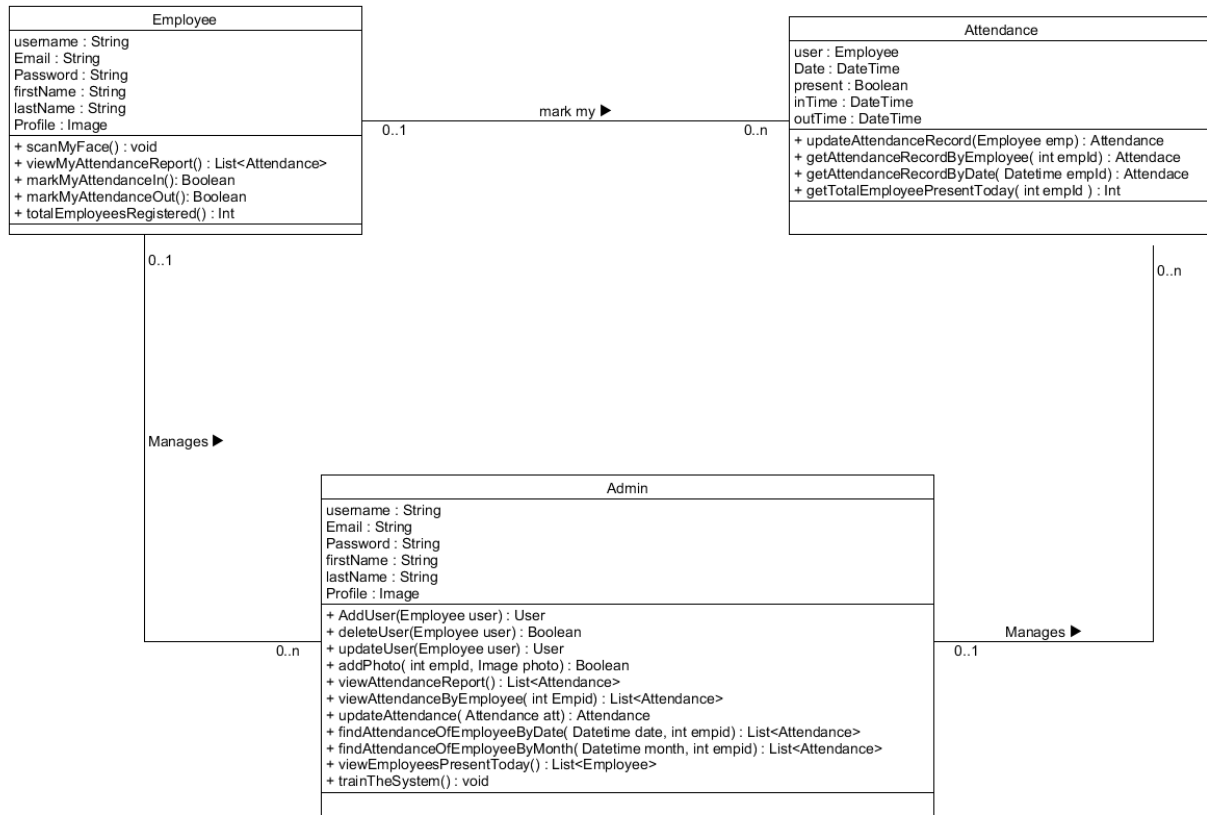 Employee
username : String
Email : String
Password : String
firstName : String
lastName : String
Profile : Image
+ scanMyFace() : void
+ viewMyAttendanceReport() : List<Attendance>
+ markMyAttendanceIn(): Boolean
+ markMyAttendanceOut(): Boolean
+ totalEmployeesRegistered() : Int
mark my ▶
0..1
0..n
Attendance
user : Employee
Date : DateTime
present : Boolean
inTime : DateTime
outTime : DateTime
+ updateAttendanceRecord(Employee emp) : Attendance
+ getAttendanceRecordByEmployee( int empId) : Attendace
+ getAttendanceRecordByDate( Datetime empId) : Attendace
+ getTotalEmployeePresentToday( int empId ) : Int
0..1
0..n
Manages ▶
Admin
username : String
Email : String
Password : String
firstName : String
lastName : String
Profile : Image
+ AddUser(Employee user) : User
+ deleteUser(Employee user) : Boolean
+ updateUser(Employee user) : User
+ addPhoto( int empId, Image photo) : Boolean
+ viewAttendanceReport() : List<Attendance>
+ viewAttendanceByEmployee( int Empid) : List<Attendance>
+ updateAttendance( Attendance att) : Attendance
+ findAttendanceOfEmployeeByDate( Datetime date, int empid) : List<Attendance>
+ findAttendanceOfEmployeeByMonth( Datetime month, int empid) : List<Attendance>
+ viewEmployeesPresentToday() : List<Employee>
+ trainTheSystem() : void
0..n
Manages ▶
0..1